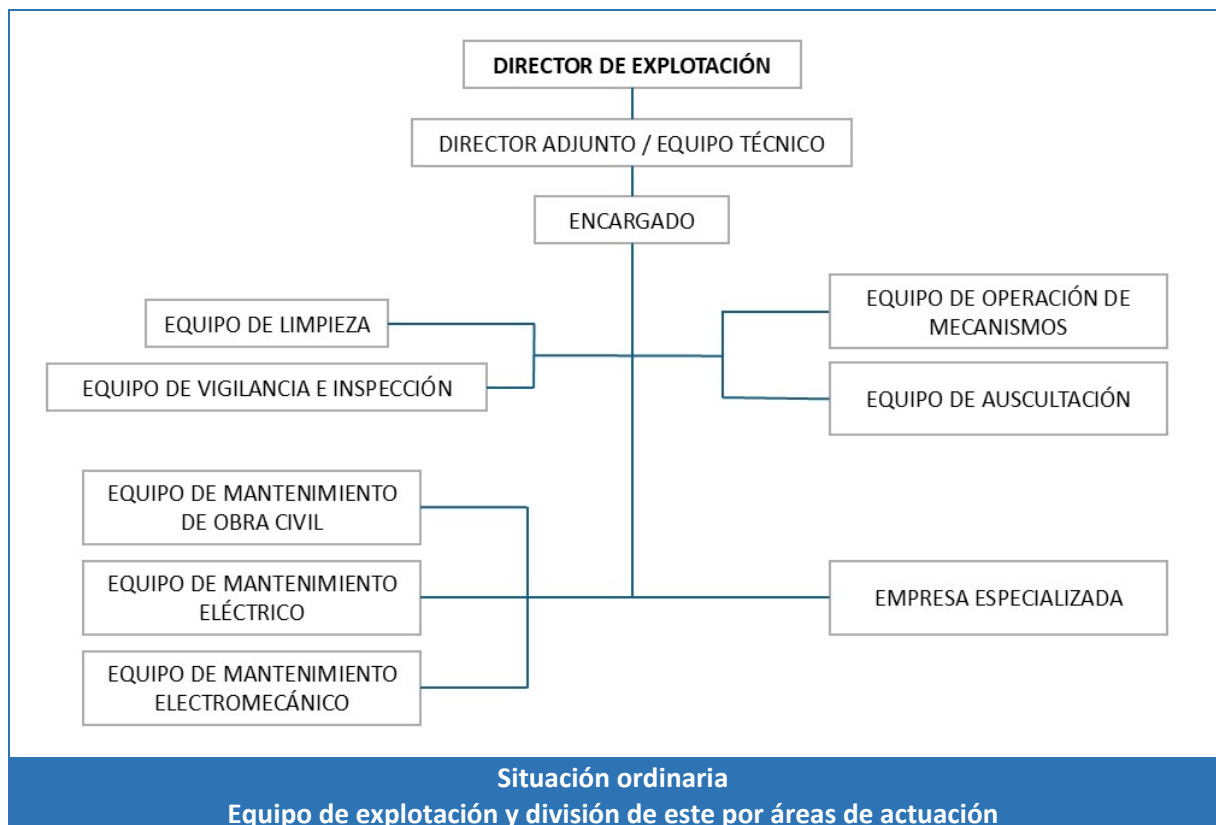 DIRECTOR DE EXPLOTACIÓN
DIRECTOR ADJUNTO / EQUIPO TÉCNICO
ENCARGADO
EQUIPO DE LIMPIEZA
EQUIPO DE VIGILANCIA E INSPECCIÓN
EQUIPO DE OPERACIÓN DE
MECANISMOS
EQUIPO DE AUSCULTACIÓN
EQUIPO DE MANTENIMIENTO
DE OBRA CIVIL
EQUIPO DE MANTENIMIENTO
ELÉCTRICO
EQUIPO DE MANTENIMIENTO
ELECTROMECÁNICO
EMPRESA ESPECIALIZADA
Situación ordinaria
Equipo de explotación y división de este por áreas de actuación